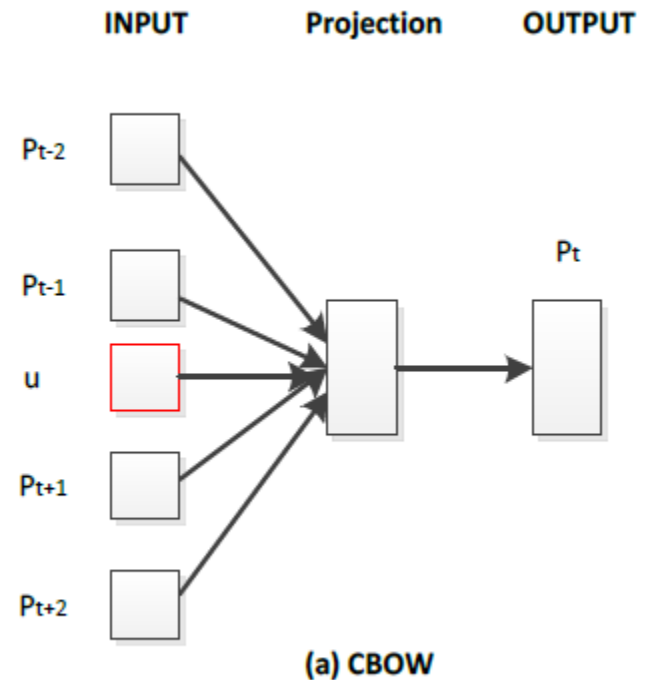 INPUT Projection OUTPUT
Pt-2
Pt
Pt-1
u
Pt+1
Pt+2
(a) CBOW